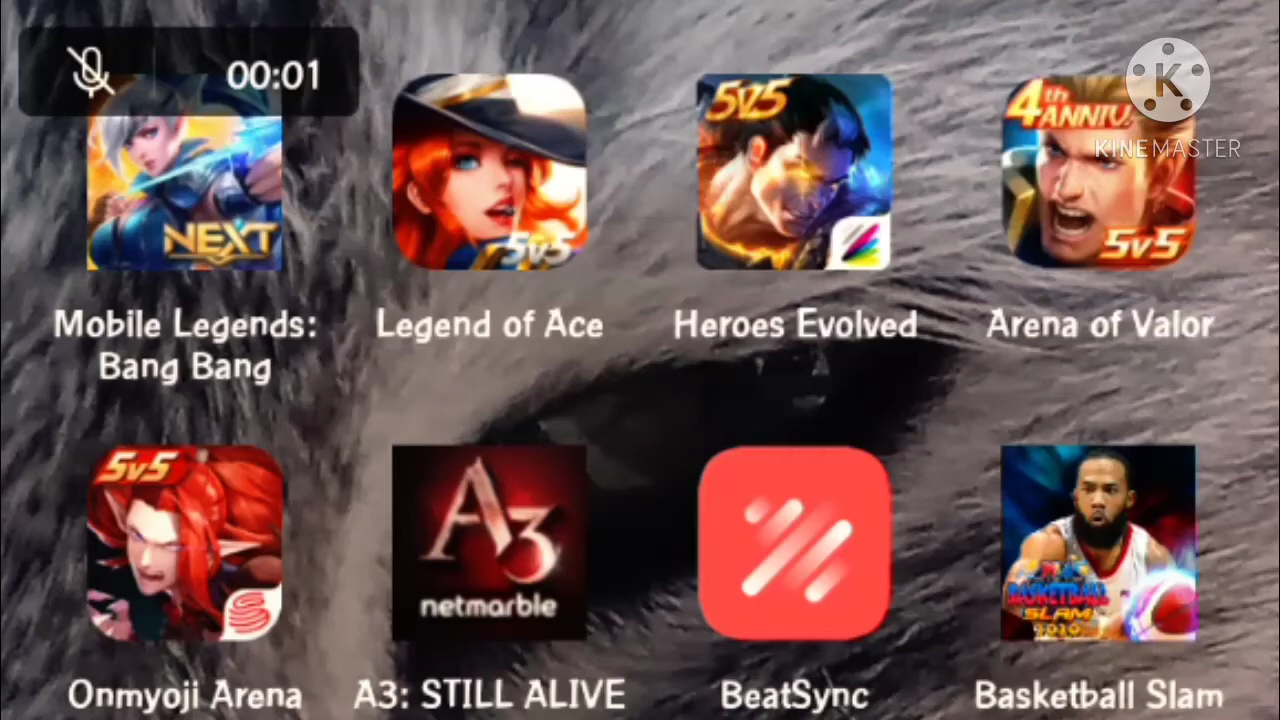 00:01
NEXT
5V5
5V5
4th
ANNIV.
5V5
K
KINEMASTER
Mobile Legends:
Bang Bang
Legend of Ace
Heroes Evolved
Arena of Valor
5V5
A3
netmarble
BASKETBALL
SLAM
Onmyoji Arena
A3: STILL ALIVE
BeatSync
Basketball Slam